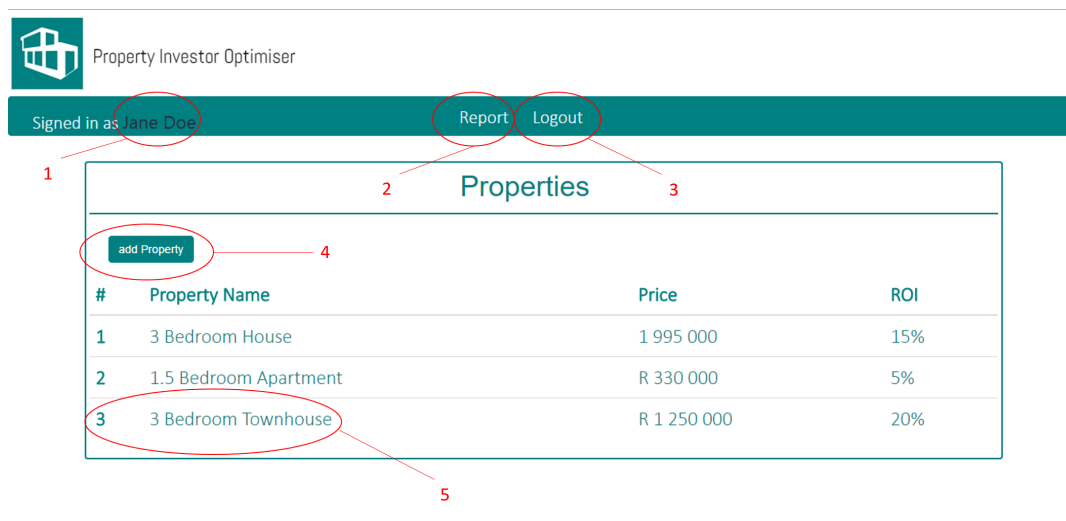 Property Investor Optimiser
Signed in as Jane Doe Report Logout
1 2 3
Properties
add Property 4
# Property Name Price ROI
1 3 Bedroom House 1 995 000 15%
2 1.5 Bedroom Apartment R 330 000 5%
3 3 Bedroom Townhouse R 1 250 000 20%
5